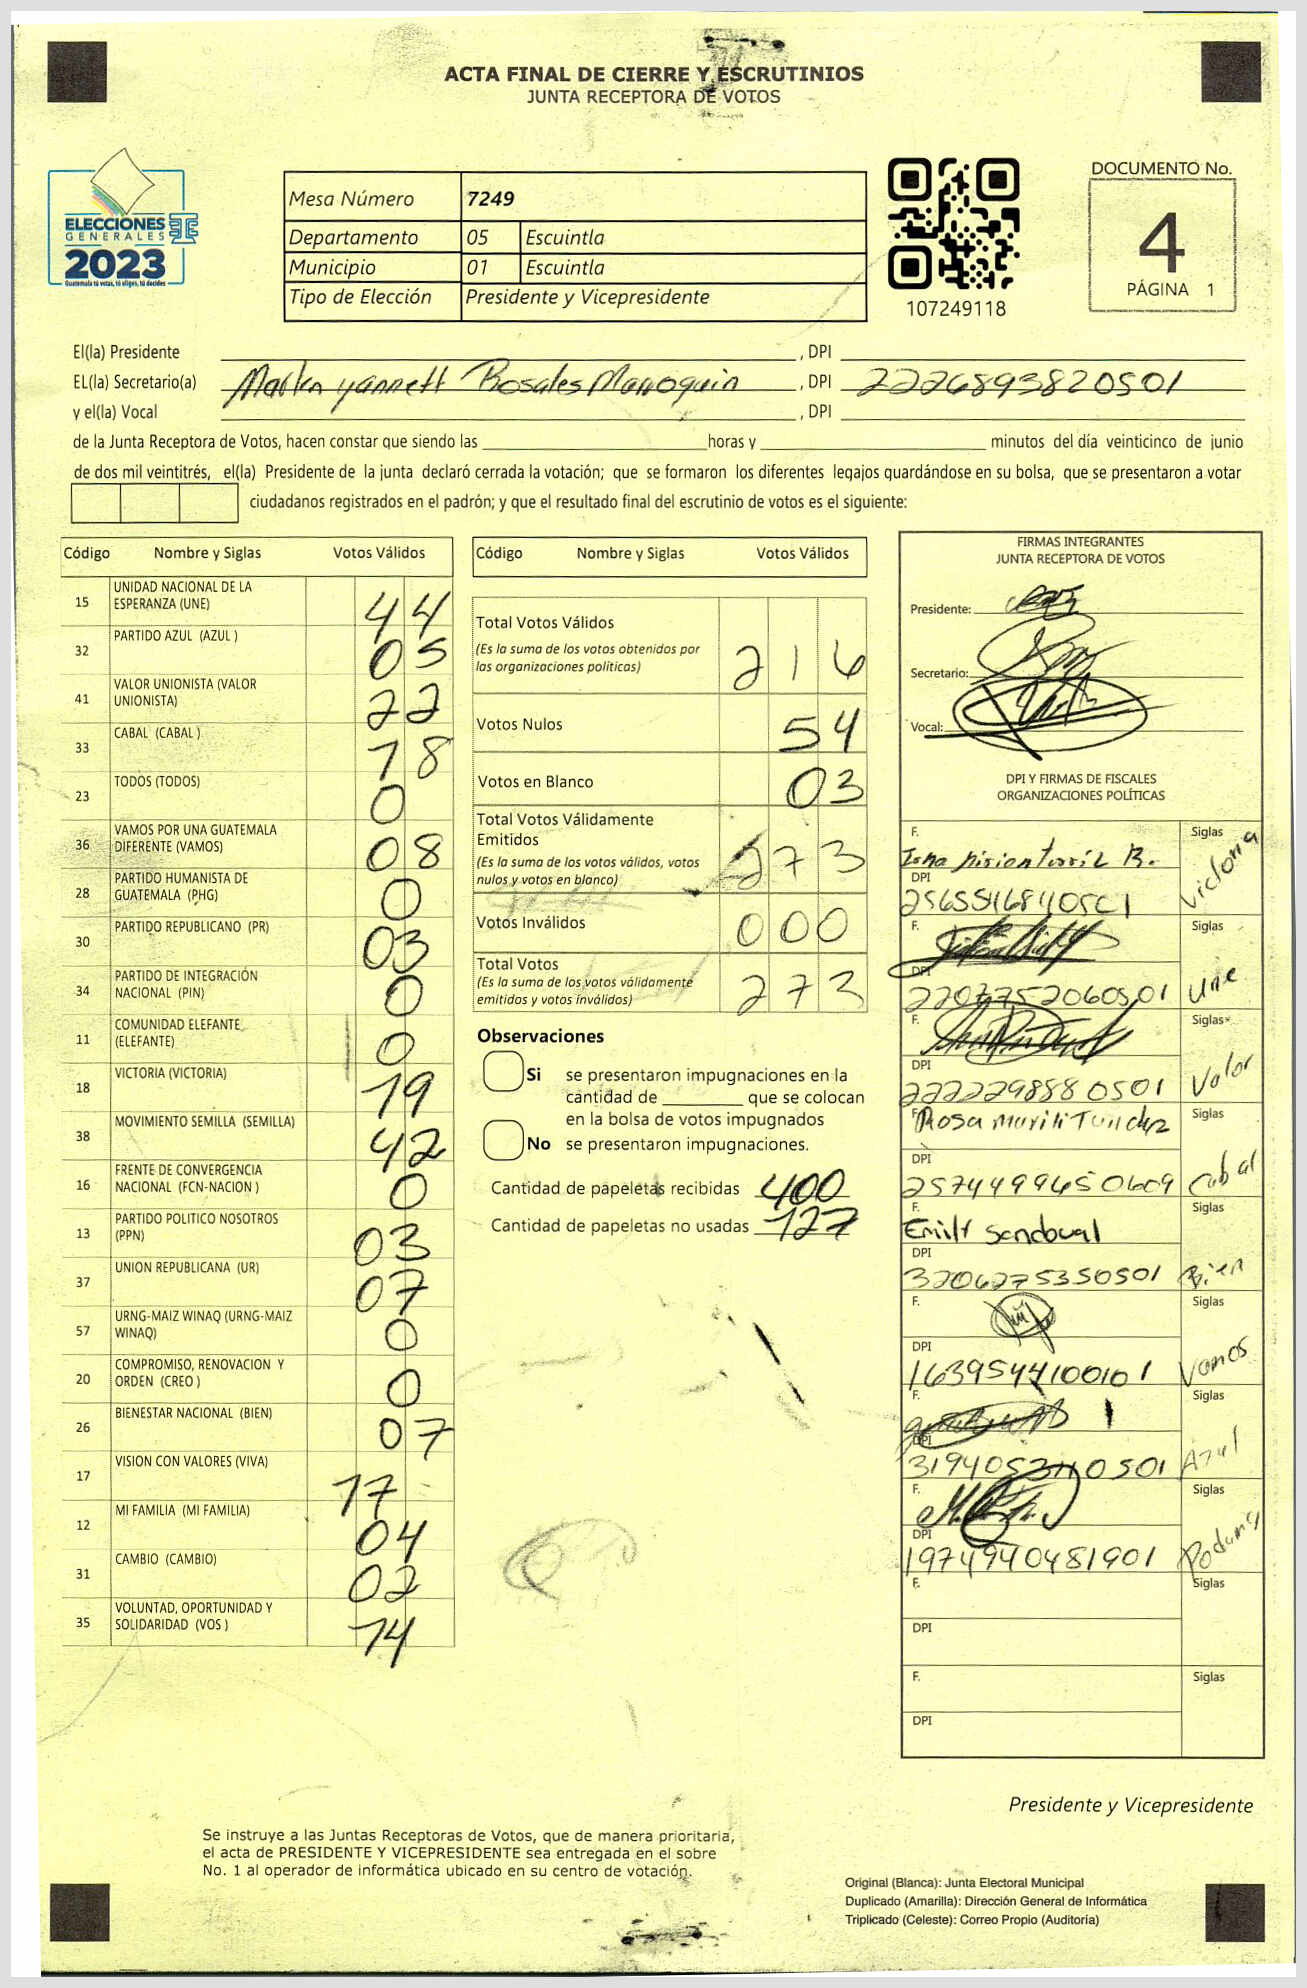 ACTA FINAL DE CIERRE Y ESCRUTINIOS
JUNTA RECEPTORA DE VOTOS
ELECCIONES
GENERALES
2023
Guatemala tú votas, tú eliges, tú decides
Mesa Número 7249
Departamento 05 Escuintla
Municipio 01 Escuintla
Tipo de Elección Presidente y Vicepresidente
107249118
DOCUMENTO No.
4
PÁGINA 1
El(la) Presidente , DPI
EL(la) Secretario(a) Marlen yannett Rosales Marroquin , DPI 2226893820501
y el(la) Vocal , DPI
de la Junta Receptora de Votos, hacen constar que siendo las horas y minutos del día veinticinco de junio
de dos mil veintitrés, el(la) Presidente de la junta declaró cerrada la votación; que se formaron los diferentes legajos guardándose en su bolsa, que se presentaron a votar
ciudadanos registrados en el padrón; y que el resultado final del escrutinio de votos es el siguiente:
Código Nombre y Siglas Votos Válidos
15 UNIDAD NACIONAL DE LA ESPERANZA (UNE) 44
32 PARTIDO AZUL (AZUL ) 05
41 VALOR UNIONISTA (VALOR UNIONISTA) 22
33 CABAL (CABAL ) 18
23 TODOS (TODOS) 0
36 VAMOS POR UNA GUATEMALA DIFERENTE (VAMOS) 08
28 PARTIDO HUMANISTA DE GUATEMALA (PHG) 0
30 PARTIDO REPUBLICANO (PR) 03
34 PARTIDO DE INTEGRACIÓN NACIONAL (PIN) 0
11 COMUNIDAD ELEFANTE (ELEFANTE) 0
18 VICTORIA (VICTORIA) 19
38 MOVIMIENTO SEMILLA (SEMILLA) 42
16 FRENTE DE CONVERGENCIA NACIONAL (FCN-NACION ) 0
13 PARTIDO POLITICO NOSOTROS (PPN) 03
37 UNION REPUBLICANA (UR) 07
57 URNG-MAIZ WINAQ (URNG-MAIZ WINAQ) 0
20 COMPROMISO, RENOVACION Y ORDEN (CREO ) 0
26 BIENESTAR NACIONAL (BIEN) 07
17 VISION CON VALORES (VIVA) 17
12 MI FAMILIA (MI FAMILIA) 04
31 CAMBIO (CAMBIO) 02
35 VOLUNTAD, OPORTUNIDAD Y SOLIDARIDAD (VOS ) 14
Código Nombre y Siglas Votos Válidos
Total Votos Válidos
(Es la suma de los votos obtenidos por
las organizaciones políticas) 216
Votos Nulos 54
Votos en Blanco 03
Total Votos Válidamente
Emitidos
(Es la suma de los votos válidos, votos
nulos y votos en blanco) 273
Votos Inválidos 000
Total Votos
(Es la suma de los votos válidamente
emitidos y votos inválidos) 273
Observaciones
Si se presentaron impugnaciones en la
cantidad de que se colocan
en la bolsa de votos impugnados
No se presentaron impugnaciones.
Cantidad de papeletas recibidas 400
Cantidad de papeletas no usadas 127
FIRMAS INTEGRANTES
JUNTA RECEPTORA DE VOTOS
Presidente:
Secretario:
Vocal:
DPI Y FIRMAS DE FISCALES
ORGANIZACIONES POLÍTICAS
F. Siglas Victoria
DPI
F. Siglas Une
DPI
F. Siglas Valor
DPI 2222298880501
F. Rosa Siglas Cabal
DPI 2574499450609
F. Emilt Sandoval Siglas Bien
DPI 3206275350501
F. Siglas Vamos
DPI 1639544100101
F. Siglas Azul
DPI
F. Siglas
DPI 1974940481901
F. Siglas
DPI
F. Siglas
DPI
Presidente y Vicepresidente
Se instruye a las Juntas Receptoras de Votos, que de manera prioritaria,
el acta de PRESIDENTE Y VICEPRESIDENTE sea entregada en el sobre
No. 1 al operador de informática ubicado en su centro de votación.
Original (Blanca): Junta Electoral Municipal
Duplicado (Amarilla): Dirección General de Informática
Triplicado (Celeste): Correo Propio (Auditoría)